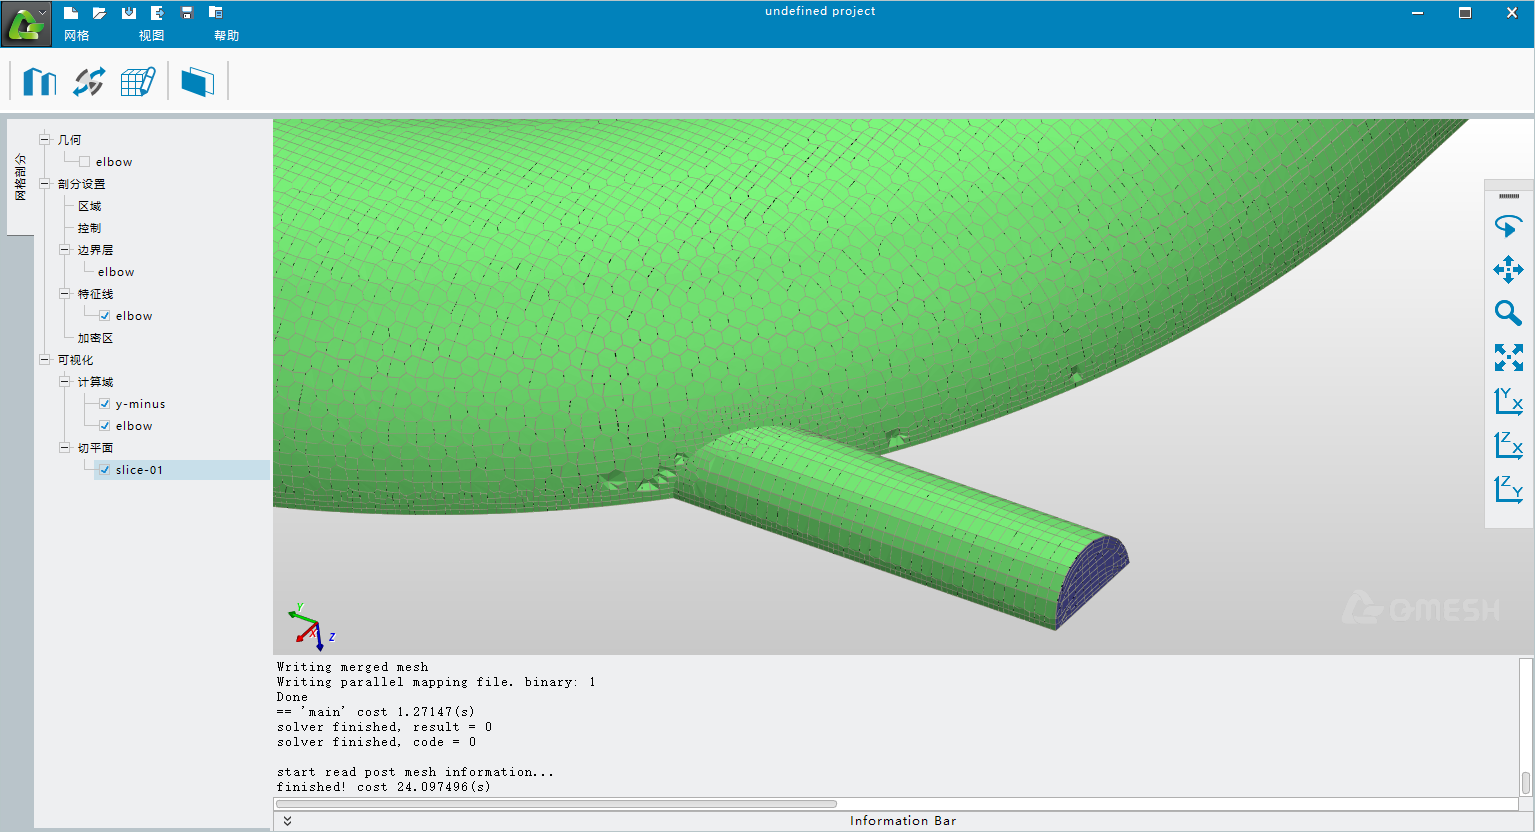 undefined project
网格 视图 帮助
网格剖分
几何
elbow
剖分设置
区域
控制
边界层
elbow
特征线
elbow
加密区
可视化
计算域
y-minus
elbow
切平面
slice-01
Y
X
Z
X
Z
Y
Y
X
Z
QMESH
Writing merged mesh
Writing parallel mapping file. binary: 1
Done
== 'main' cost 1.27147(s)
solver finished, result = 0
solver finished, code = 0
start read post mesh information...
finished! cost 24.097496(s)
Information Bar